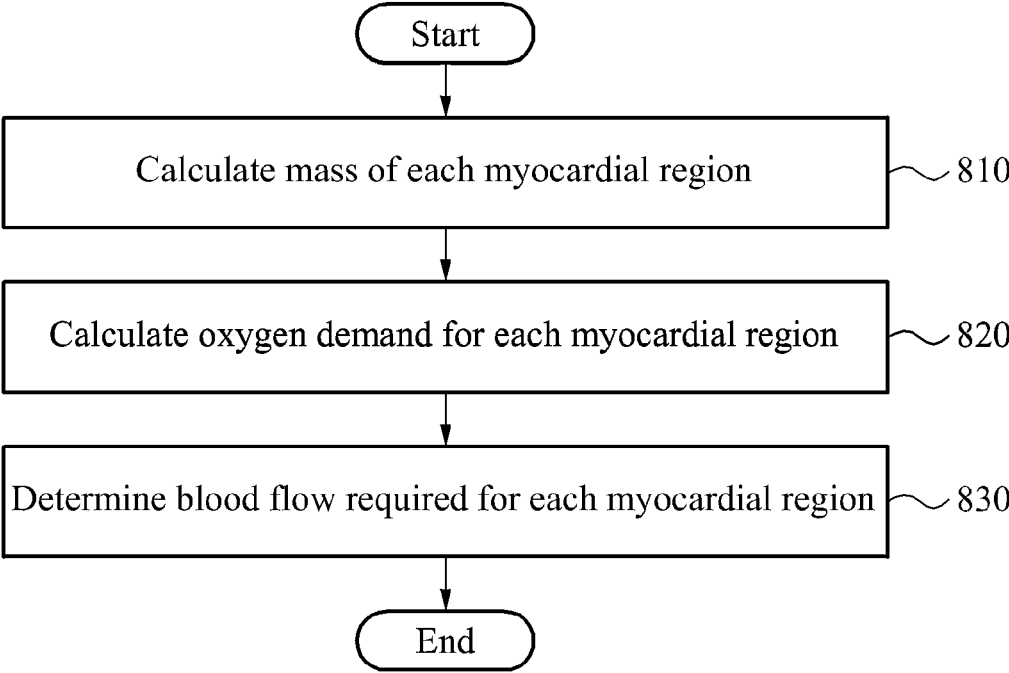 Start
Calculate mass of each myocardial region
810
Calculate oxygen demand for each myocardial region
820
Determine blood flow required for each myocardial region
830
End